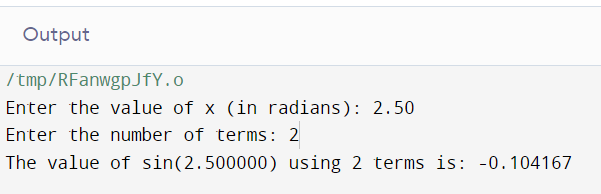 Output
/tmp/RFanwgpJfY.o
Enter the value of x (in radians): 2.50
Enter the number of terms: 2
The value of sin(2.500000) using 2 terms is: -0.104167